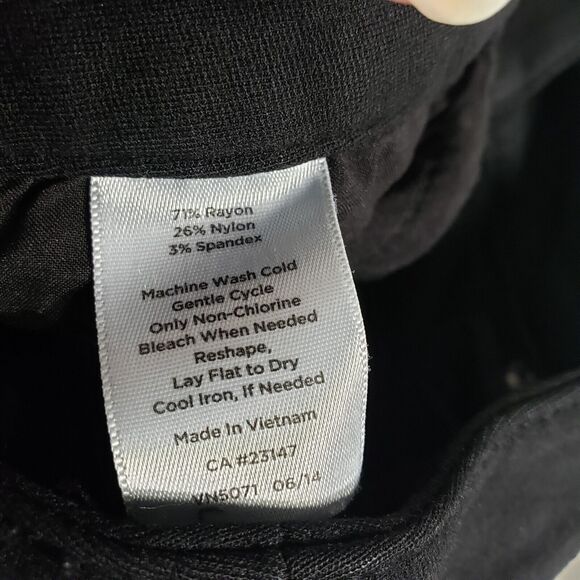 71% Rayon
26% Nylon
3% Spandex
Machine Wash Cold
Gentle Cycle
Only Non-Chlorine
Bleach When Needed
Reshape,
Lay Flat to Dry
Cool Iron, If Needed
Made In Vietnam
CA #23147
VN5071 06/14